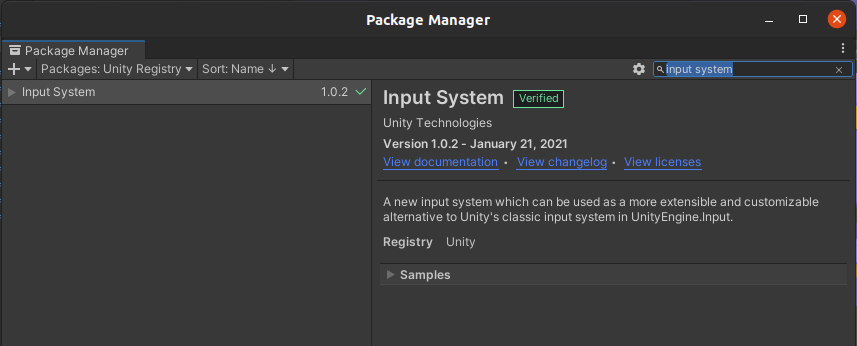 Package Manager
Package Manager
Packages: Unity Registry Sort: Name ↓ input system
Input System 1.0.2
Input System Verified
Unity Technologies
Version 1.0.2 - January 21, 2021
View documentation • View changelog • View licenses
A new input system which can be used as a more extensible and customizable
alternative to Unity's classic input system in UnityEngine.Input.
Registry Unity
Samples